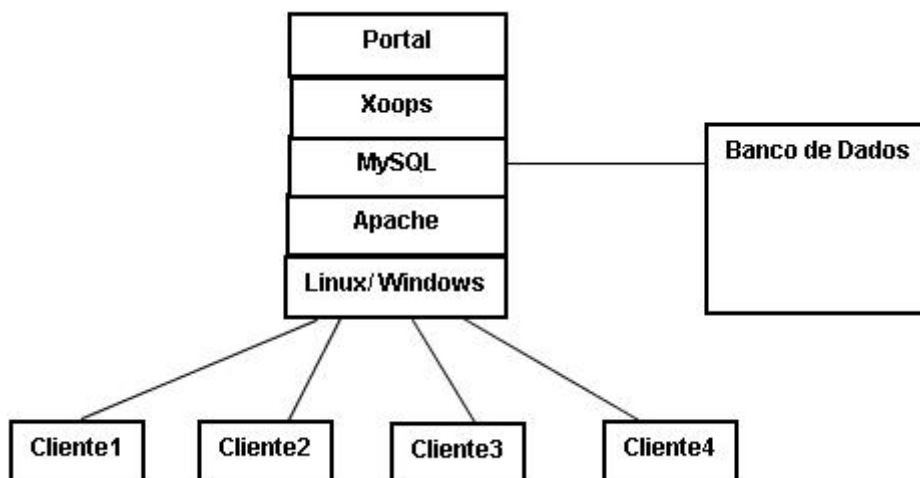 Portal
Xoops
MySQL
Banco de Dados
Apache
Linux/ Windows
Cliente1
Cliente2
Cliente3
Cliente4